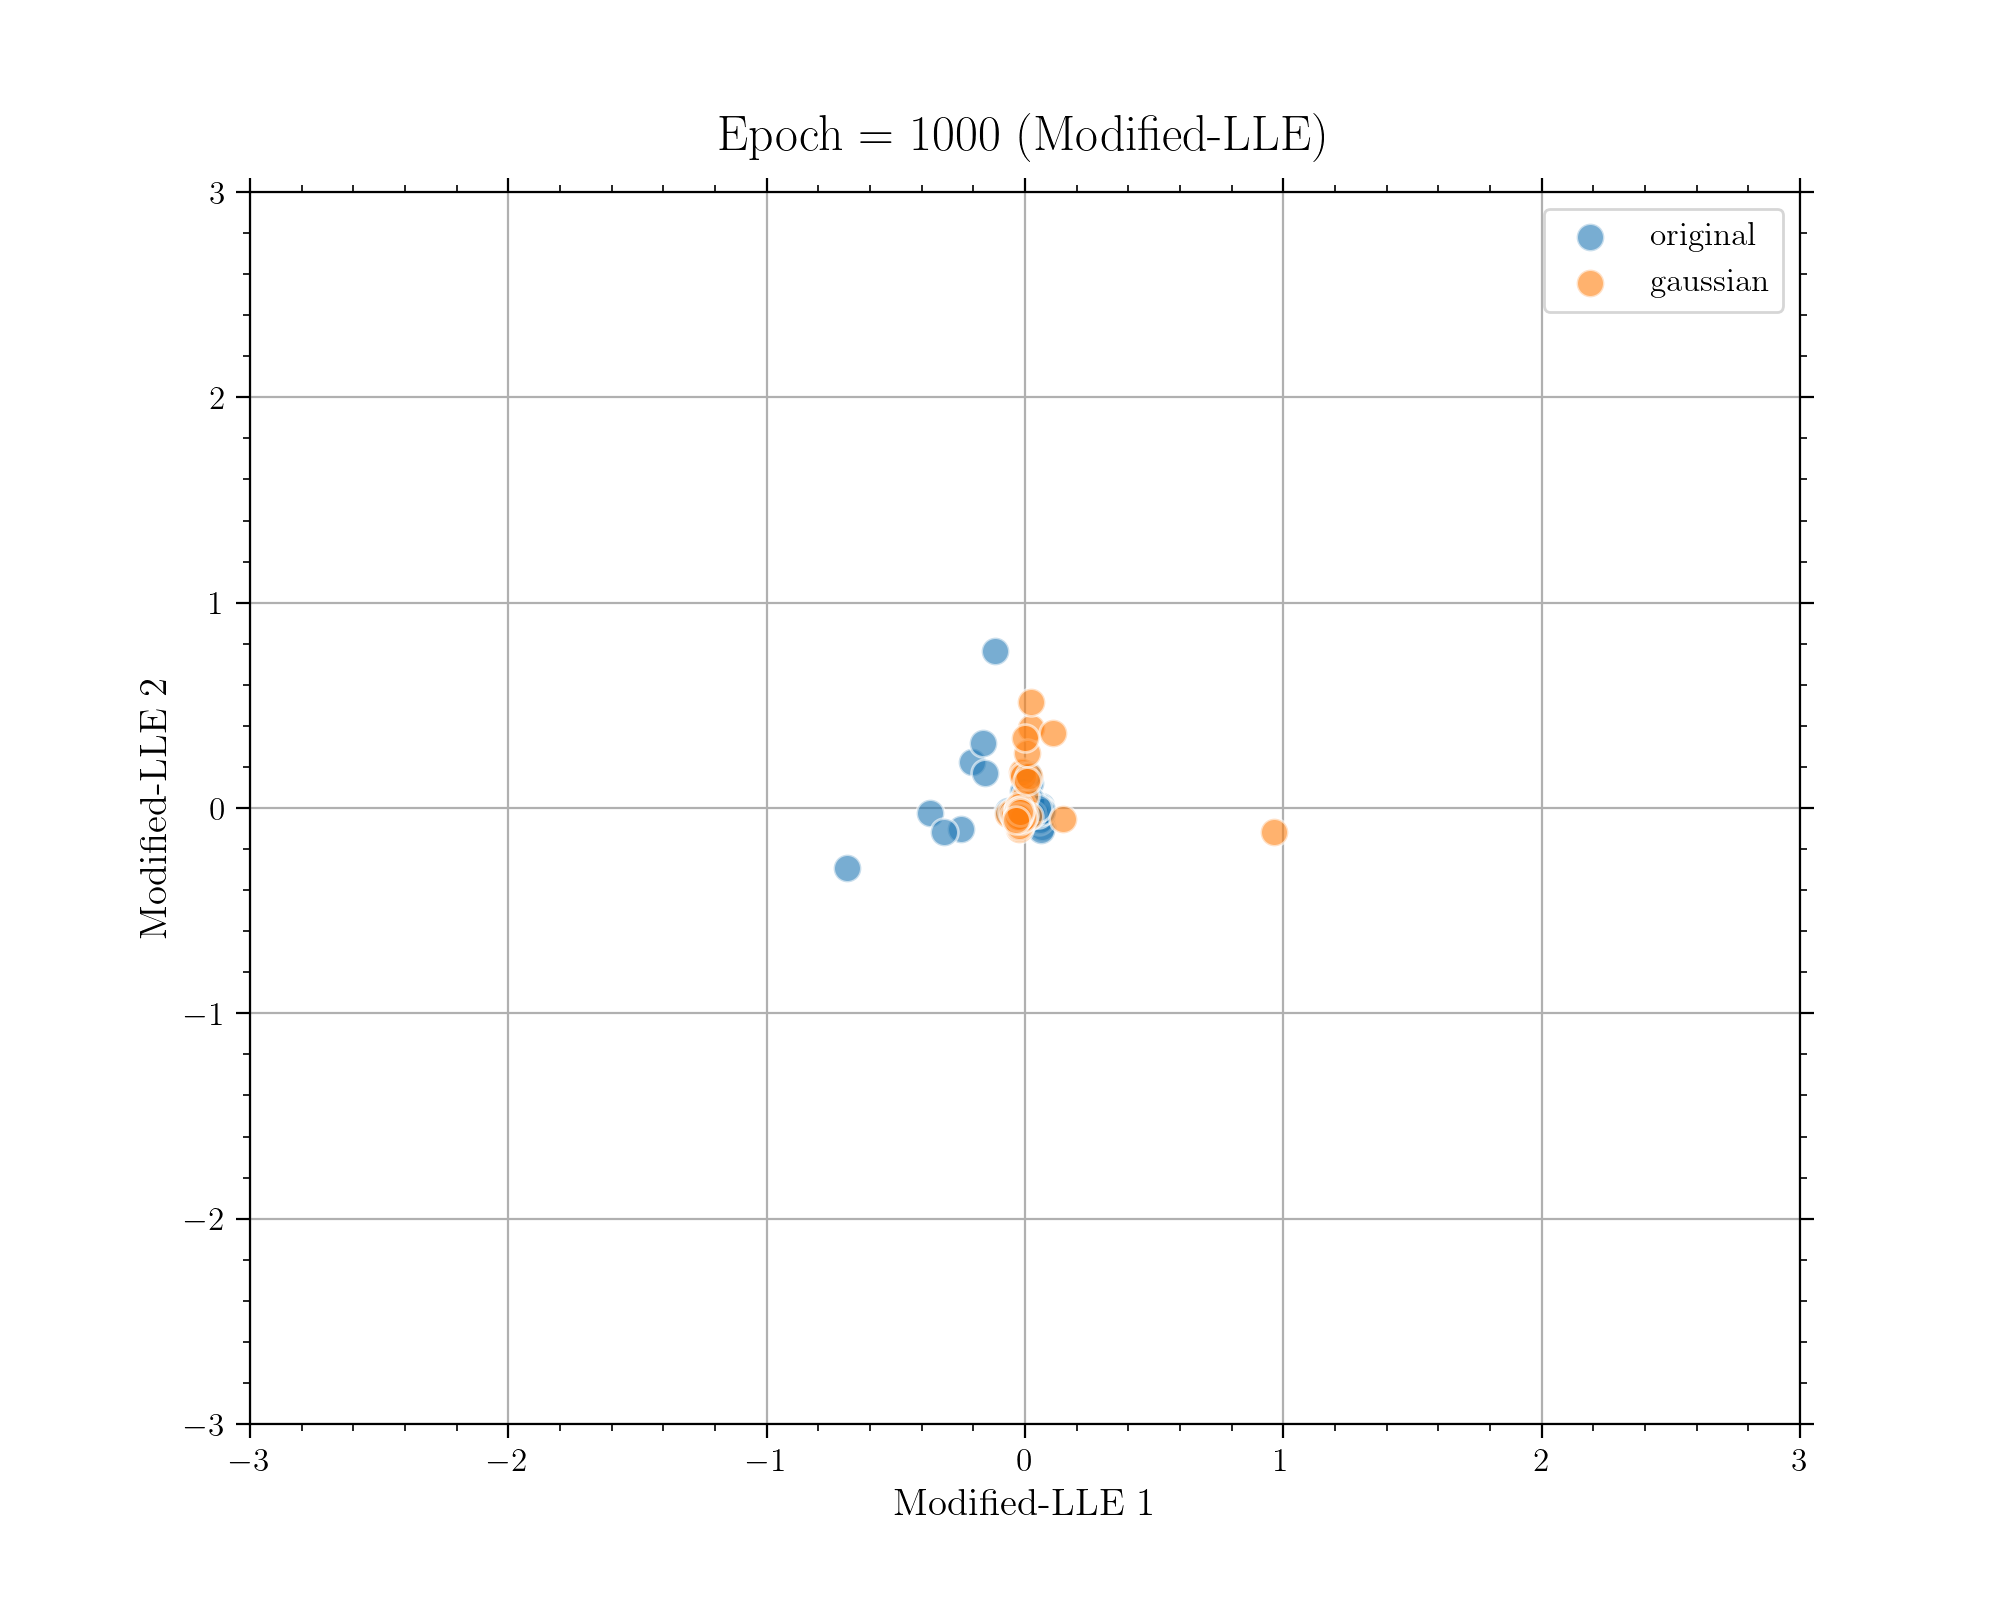 Epoch = 1000 (Modified-LLE)
original
gaussian
3
2
1
0
−1
−2
−3
Modified-LLE 2
−3
−2
−1
0
1
2
3
Modified-LLE 1